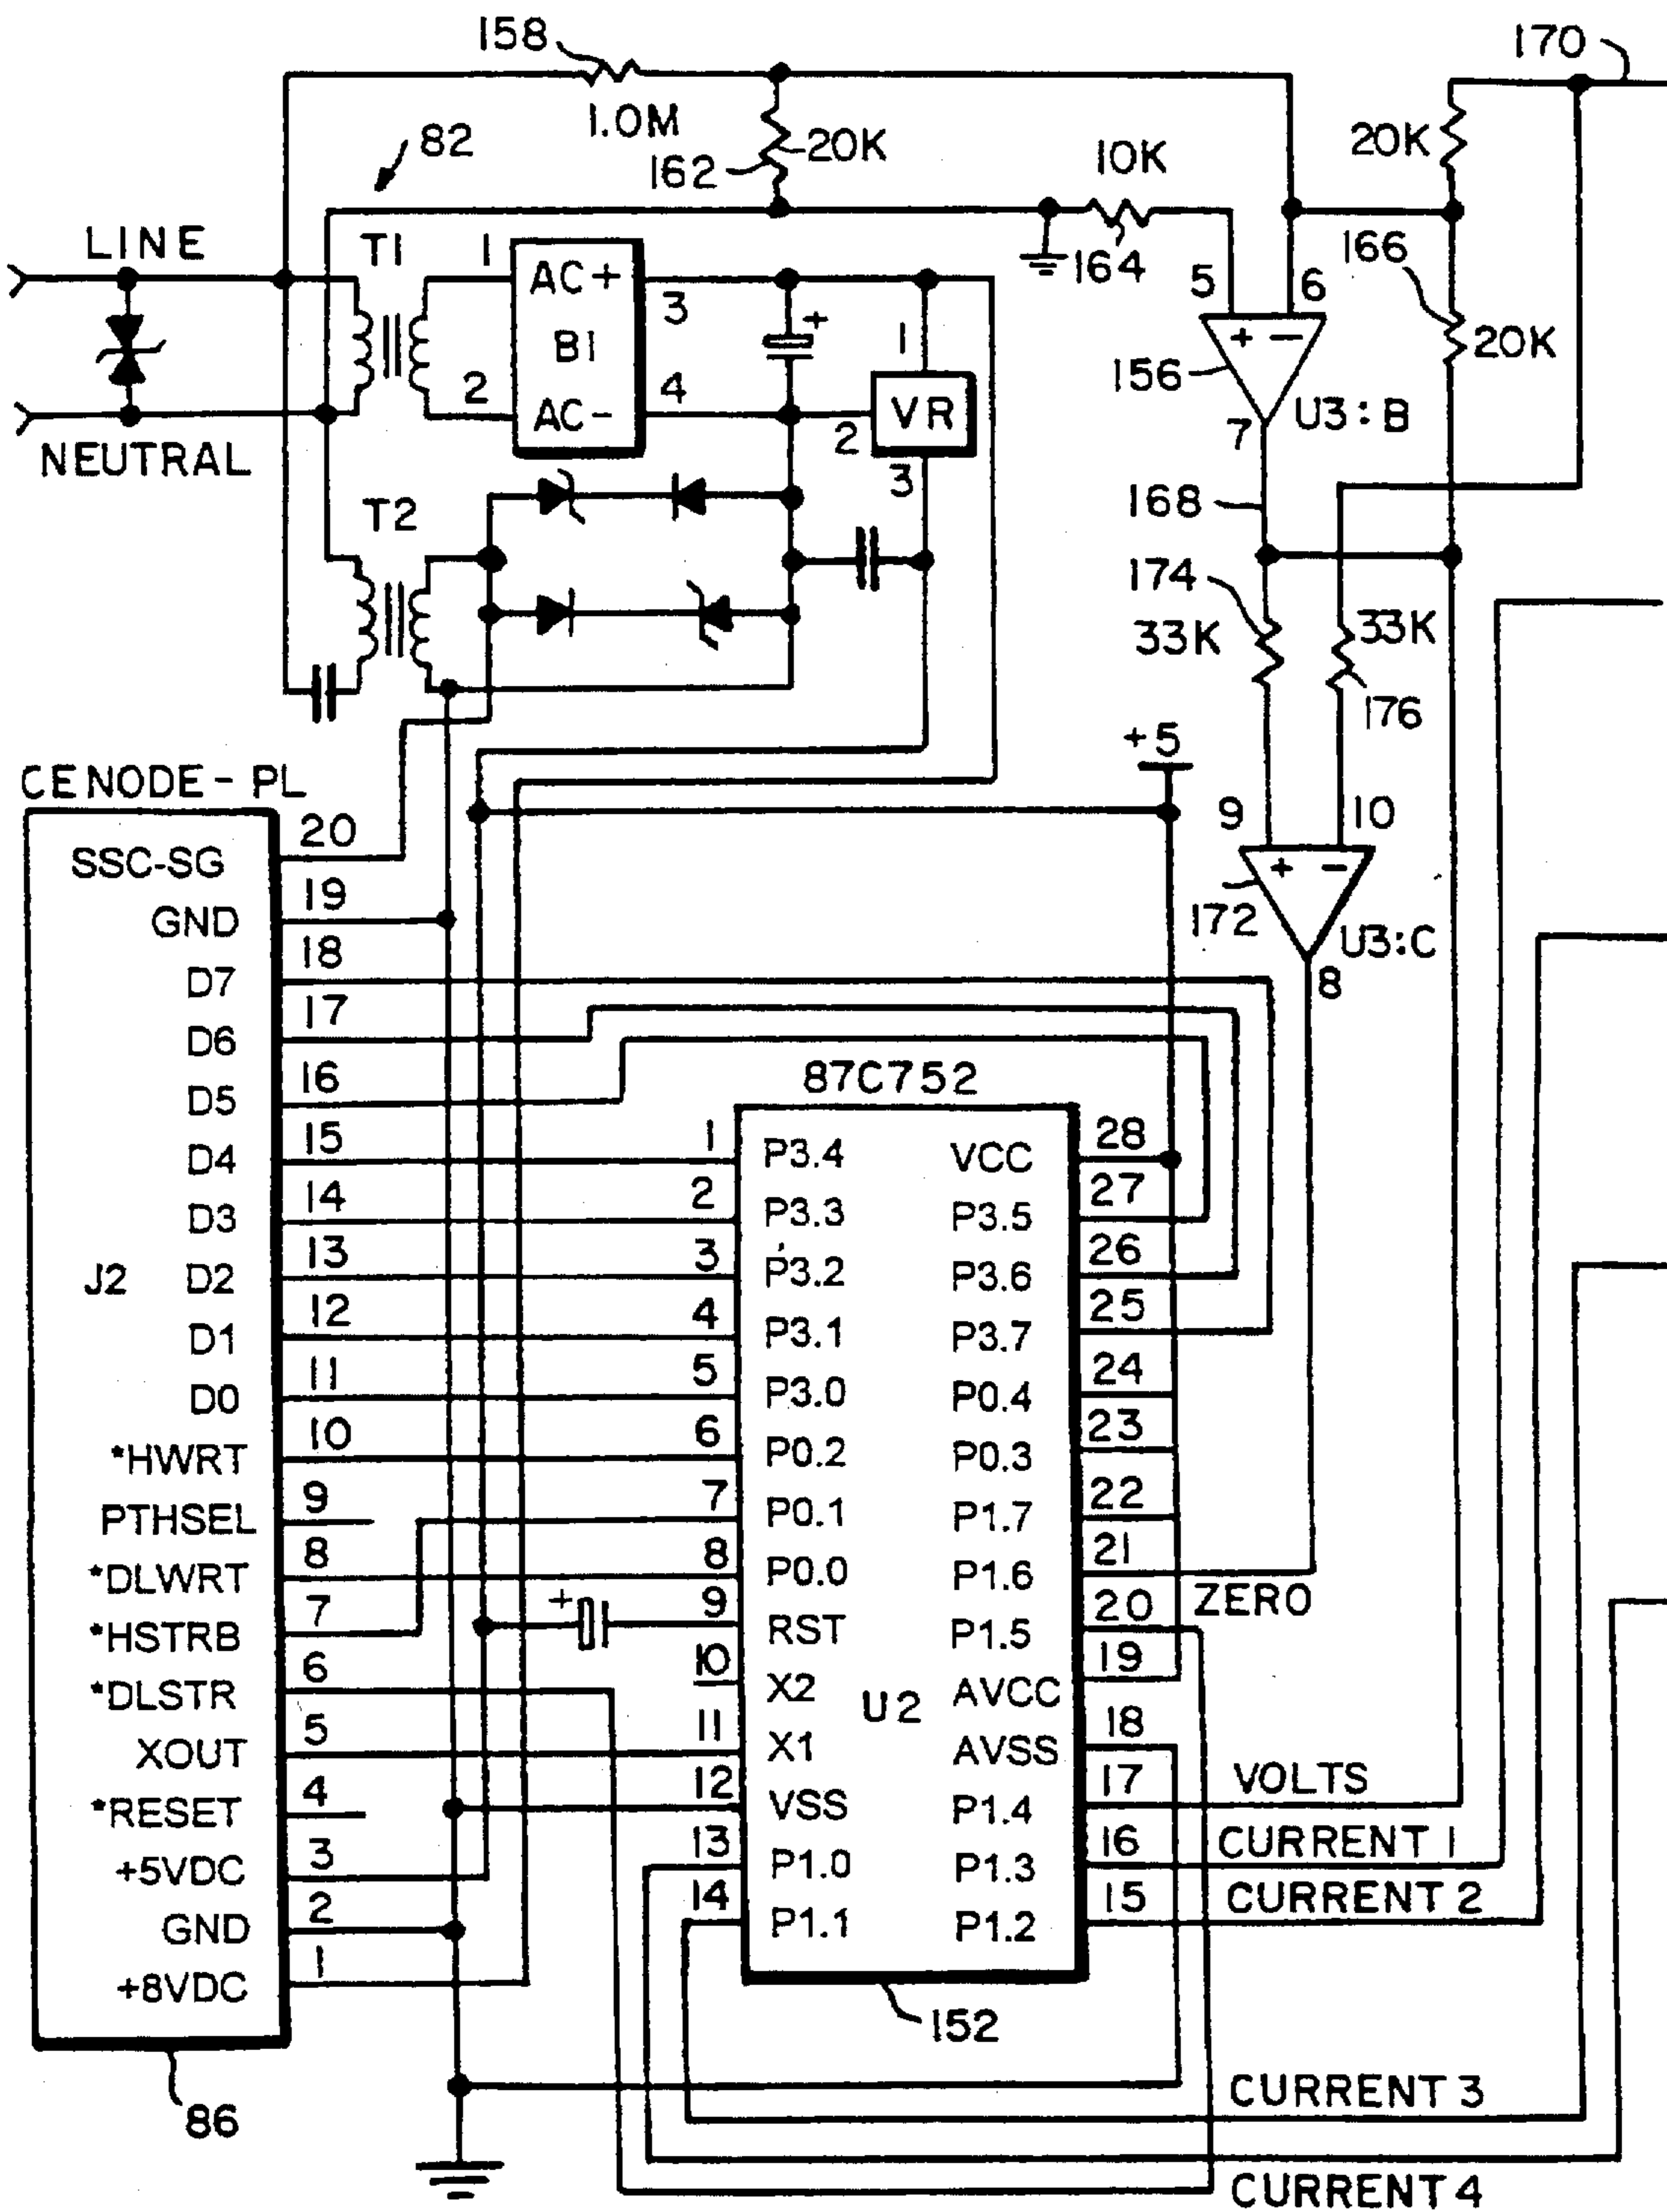 158
170
1.0M
20K
162
82
10K
20K
LINE
T1
1
AC+
3
164
166
5
6
+
-
B1
+
1
156
U3:B
20K
2
AC-
4
2
VR
7
NEUTRAL
3
168
T2
174
33K
33K
176
+5
CENODE-PL
9
10
+
-
172
U3:C
8
20
SSC-SG
19
GND
18
D7
17
D6
16
D5
15
D4
14
D3
13
J2
D2
12
D1
11
D0
10
*HWRT
9
PTHSEL
8
*DLWRT
7
*HSTRB
6
*DLSTR
5
XOUT
4
*RESET
3
+5VDC
2
GND
1
+8VDC
86
87C752
1 P3.4
2 P3.3
3 P3.2
4 P3.1
5 P3.0
6 P0.2
7 P0.1
8 P0.0
+
9 RST
10 X2
11 X1
12 VSS
13 P1.0
14 P1.1
U2
VCC 28
P3.5 27
P3.6 26
P3.7 25
P0.4 24
P0.3 23
P1.7 22
P1.6 21
ZERO
P1.5 20
AVCC 19
AVSS 18
P1.4 17 VOLTS
P1.3 16 CURRENT 1
P1.2 15 CURRENT 2
152
CURRENT 3
CURRENT 4